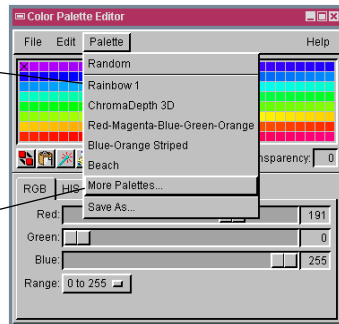 Color Palette Editor
File Edit Palette Help
Random
Rainbow 1
ChromaDepth 3D
Red-Magenta-Blue-Green-Orange
Blue-Orange Striped
Beach
nsparency: 0
More Palettes...
RGB HIS
Save As...
Red: 191
Green: 0
Blue: 255
Range: 0 to 255